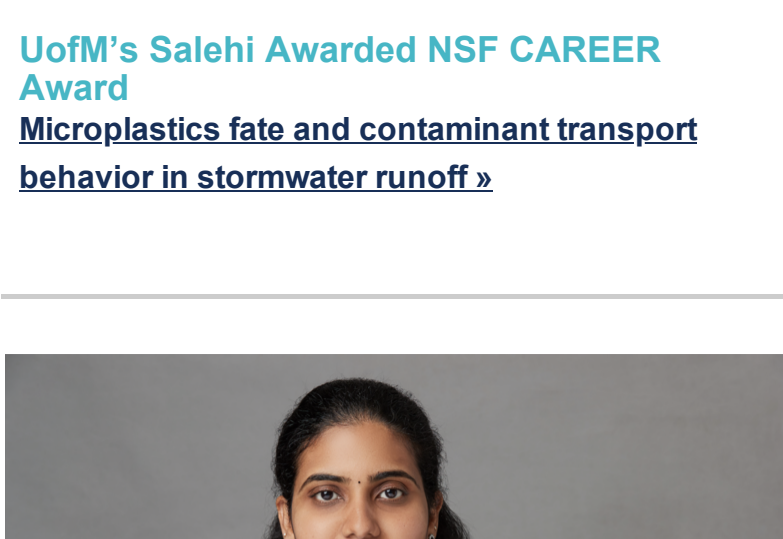 UofM’s Salehi Awarded NSF CAREER
Award
Microplastics fate and contaminant transport
behavior in stormwater runoff »